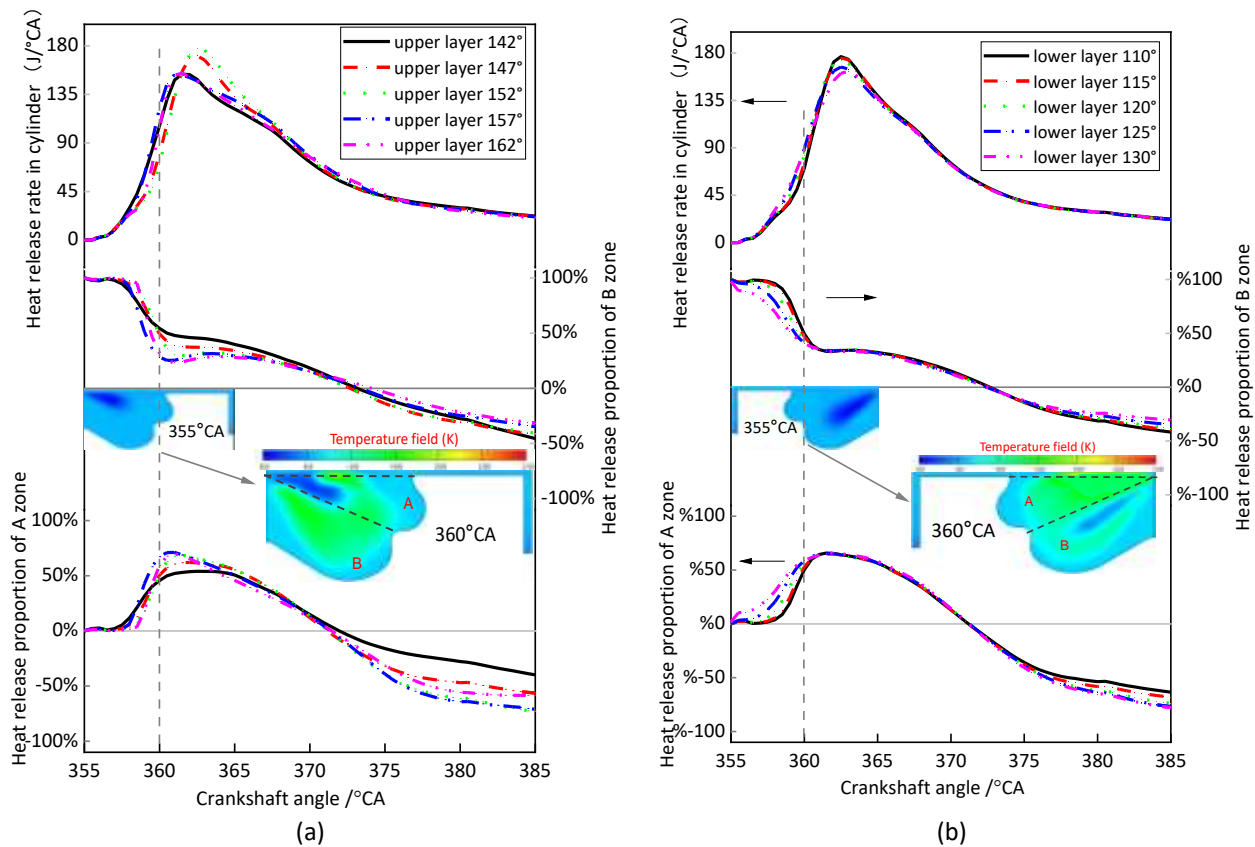 Heat release rate in cylinder (J/°CA)
180
135
90
45
0
upper layer 142°
upper layer 147°
upper layer 152°
upper layer 157°
upper layer 162°
100%
50%
0%
-50%
-100%
Heat release proportion of B zone
355°CA
Temperature field (K)
A
B
360°CA
Heat release proportion of A zone
100%
50%
0%
-50%
-100%
355
360
365
370
375
380
385
Crankshaft angle /°CA
(a)
Heat release rate in cylinder (J/°CA)
180
135
90
45
0
lower layer 110°
lower layer 115°
lower layer 120°
lower layer 125°
lower layer 130°
%100
%50
%0
%-50
%-100
Heat release proportion of B zone
355°CA
Temperature field (K)
A
B
360°CA
Heat release proportion of A zone
%100
%50
%0
%-50
%-100
355
360
365
370
375
380
385
Crankshaft angle /°CA
(b)